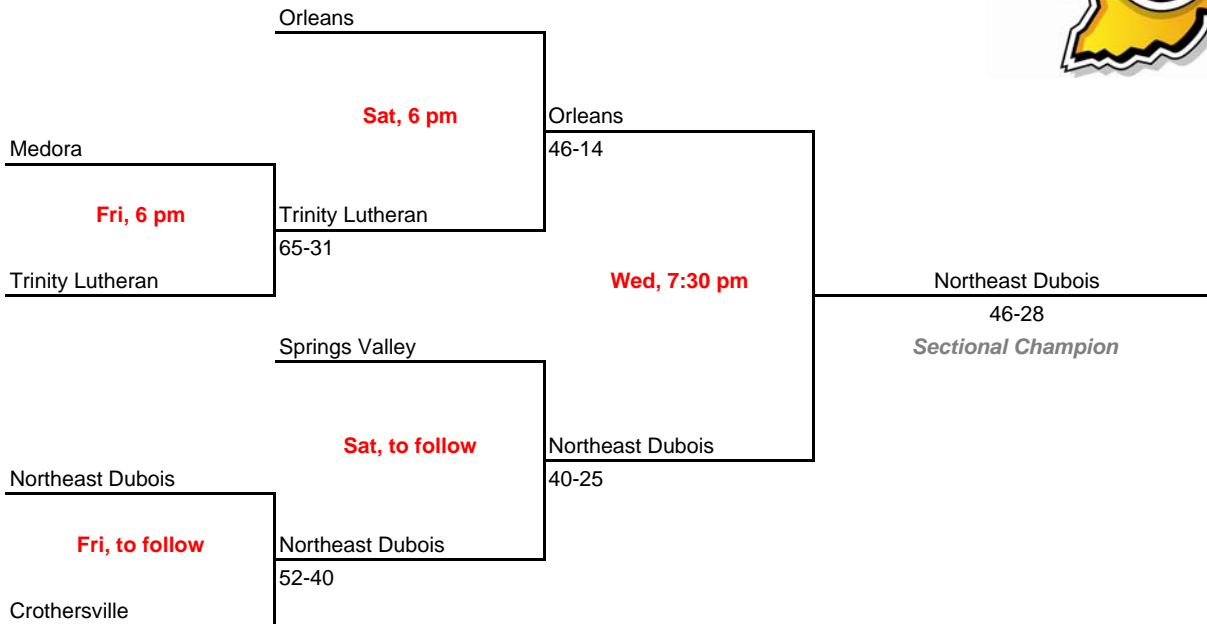 Orleans
Sat, 6 pm
Orleans
Medora
46-14
Fri, 6 pm
Trinity Lutheran
65-31
Trinity Lutheran
Wed, 7:30 pm
Northeast Dubois
46-28
Springs Valley
Sectional Champion
Sat, to follow
Northeast Dubois
Northeast Dubois
40-25
Fri, to follow
Northeast Dubois
52-40
Crothersville